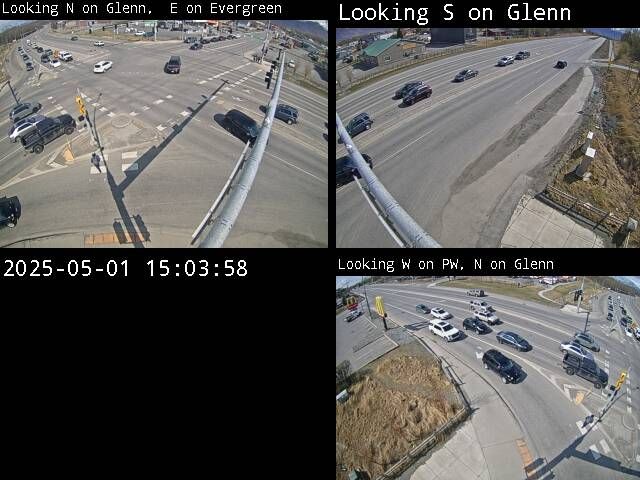 Looking N on Glenn, E on Evergreen
Looking S on Glenn
2025-05-01 15:03:58
Looking W on PW, N on Glenn